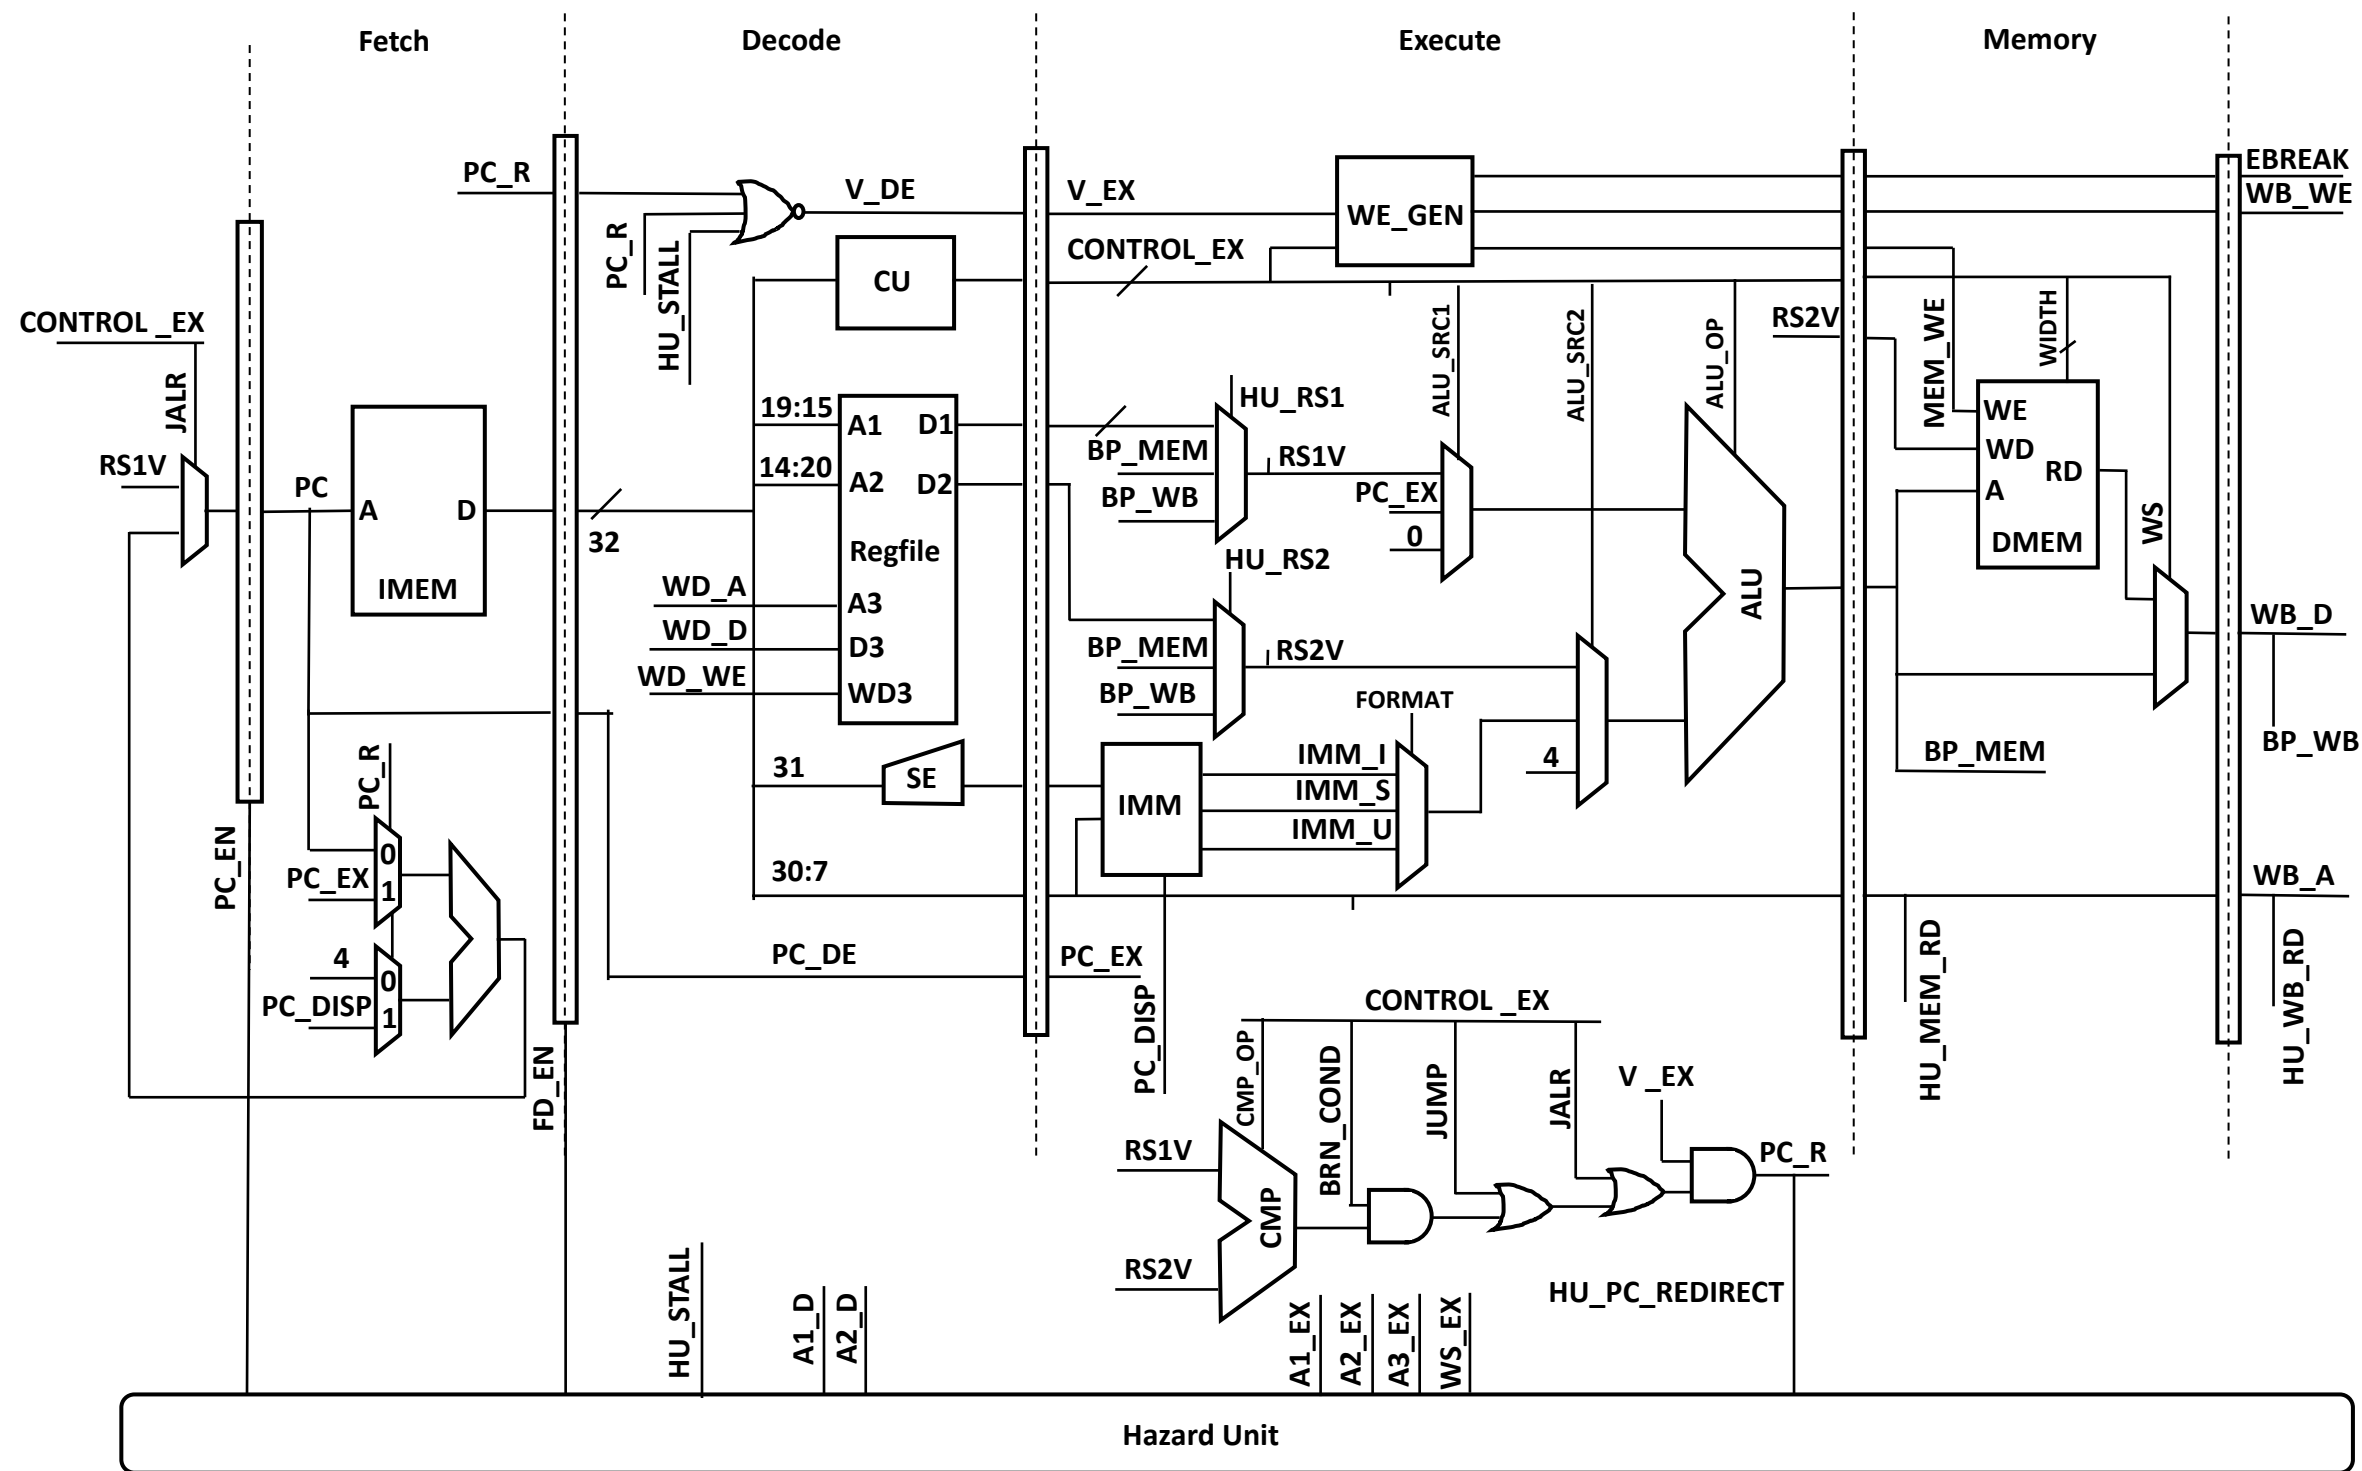 Fetch
Decode
Execute
Memory
EBREAK
WB_WE
PC_R
V_DE
V_EX
WE_GEN
PC_R
HU_STALL
CU
CONTROL_EX
CONTROL _EX
JALR
RS1V
PC
A
D
IMEM
32
19:15
14:20
A1
D1
A2
D2
Regfile
WD_A
A3
WD_D
D3
WD_WE
WD3
HU_RS1
BP_MEM
BP_WB
RS1V
HU_RS2
BP_MEM
BP_WB
RS2V
ALU_SRC1
ALU_SRC2
ALU_OP
PC_EX
0
ALU
RS2V
MEM_WE
WIDTH
WE
WD
RD
A
DMEM
WS
WB_D
BP_WB
BP_MEM
FORMAT
4
31
SE
IMM
IMM_I
IMM_S
IMM_U
30:7
PC_EN
PC_R
0
PC_EX
1
4
0
PC_DISP
1
FD_EN
PC_DE
PC_EX
PC_DISP
WB_A
HU_MEM_RD
HU_WB_RD
CONTROL _EX
CMP_OP
BRN_COND
JUMP
JALR
V _EX
PC_R
RS1V
CMP
RS2V
HU_PC_REDIRECT
HU_STALL
A1_D
A2_D
A1_EX
A2_EX
A3_EX
WS_EX
Hazard Unit